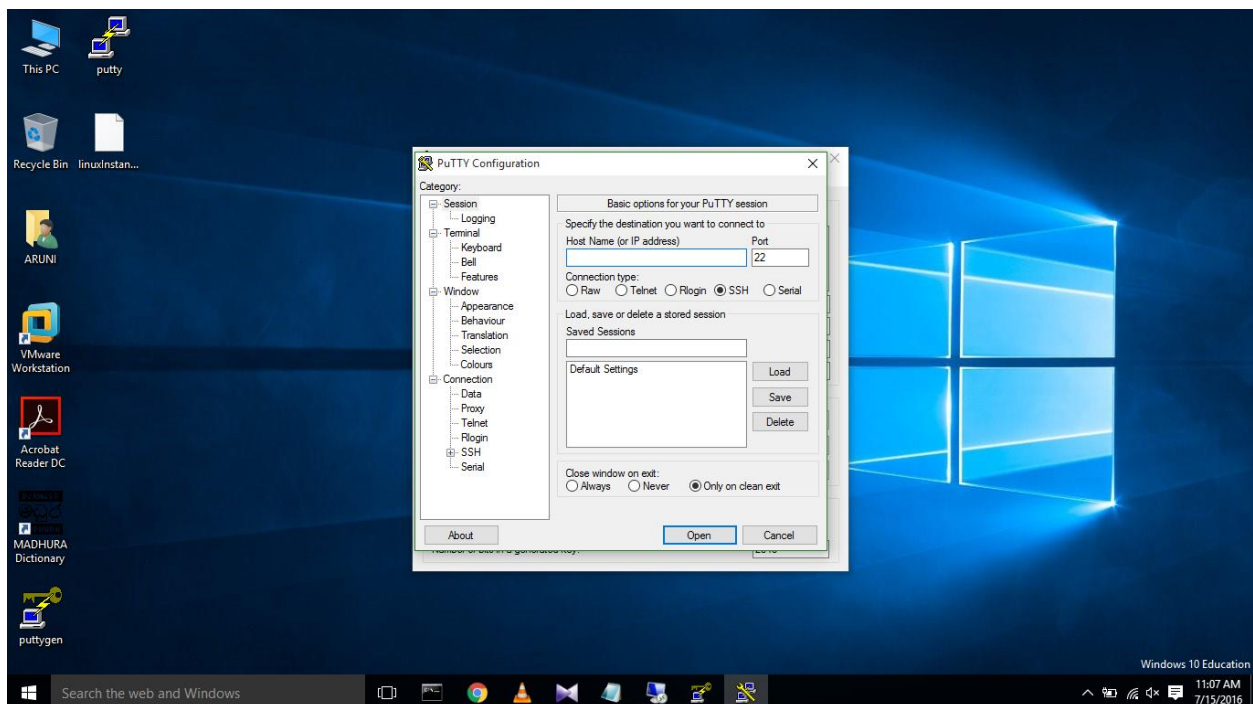 This PC
putty
Recycle Bin
linuxInstan...
ARUNI
VMware
Workstation
Acrobat
Reader DC
MADHURA
Dictionary
puttygen
PuTTY Configuration
Category:
Session
Logging
Terminal
Keyboard
Bell
Features
Window
Appearance
Behaviour
Translation
Selection
Colours
Connection
Data
Proxy
Telnet
Rlogin
SSH
Serial
Basic options for your PuTTY session
Specify the destination you want to connect to
Host Name (or IP address)
Port
22
Connection type:
Raw Telnet Rlogin SSH Serial
Load, save or delete a stored session
Saved Sessions
Default Settings
Load
Save
Delete
Close window on exit:
Always Never Only on clean exit
About
Open
Cancel
Windows 10 Education
Search the web and Windows
11:07 AM
7/15/2016